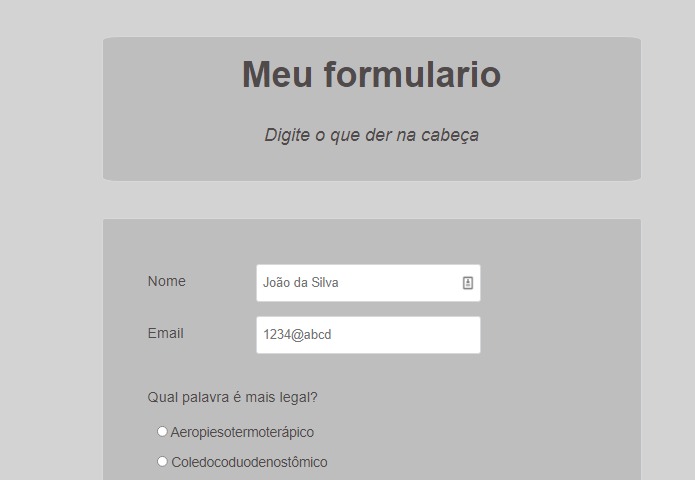 Meu formulario
Digite o que der na cabeça
Nome
João da Silva
Email
1234@abcd
Qual palavra é mais legal?
Aeropiesotermoterápico
Coledocoduodenostômico